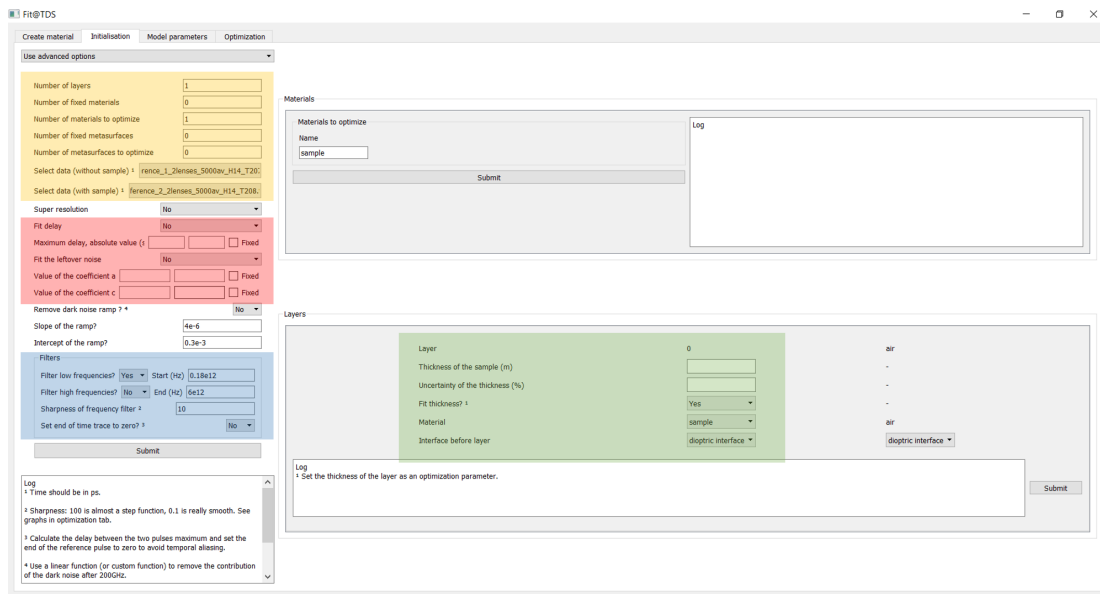 Fit@TDS
Create material Initialisation Model parameters Optimization
Use advanced options
Number of layers 1
Number of fixed materials 0
Number of materials to optimize 1
Number of fixed metasurfaces 0
Number of metasurfaces to optimize 0
Select data (without sample) ¹ rence_1_2lenses_5000av_H14_T207
Select data (with sample) ¹ ference_2_2lenses_5000av_H14_T208.
Super resolution No
Fit delay No
Maximum delay, absolute value (s Fixed
Fit the leftover noise No
Value of the coefficient a Fixed
Value of the coefficient c Fixed
Remove dark noise ramp ? ⁴ No
Slope of the ramp? 4e-6
Intercept of the ramp? 0.3e-3
Filters
Filter low frequencies? Yes Start (Hz) 0.18e12
Filter high frequencies? No End (Hz) 6e12
Sharpness of frequency filter ² 10
Set end of time trace to zero? ³ No
Submit
Log
¹ Time should be in ps.
² Sharpness: 100 is almost a step function, 0.1 is really smooth. See
graphs in optimization tab.
³ Calculate the delay between the two pulses maximum and set the
end of the reference pulse to zero to avoid temporal aliasing.
⁴ Use a linear function (or custom function) to remove the contribution
of the dark noise after 200GHz.
Materials
Materials to optimize
Name
sample
Submit
Log
Layers
Layer 0 air
Thickness of the sample (m) -
Uncertainty of the thickness (%) -
Fit thickness? ¹ Yes -
Material sample air
Interface before layer dioptric interface dioptric interface
Log
¹ Set the thickness of the layer as an optimization parameter.
Submit